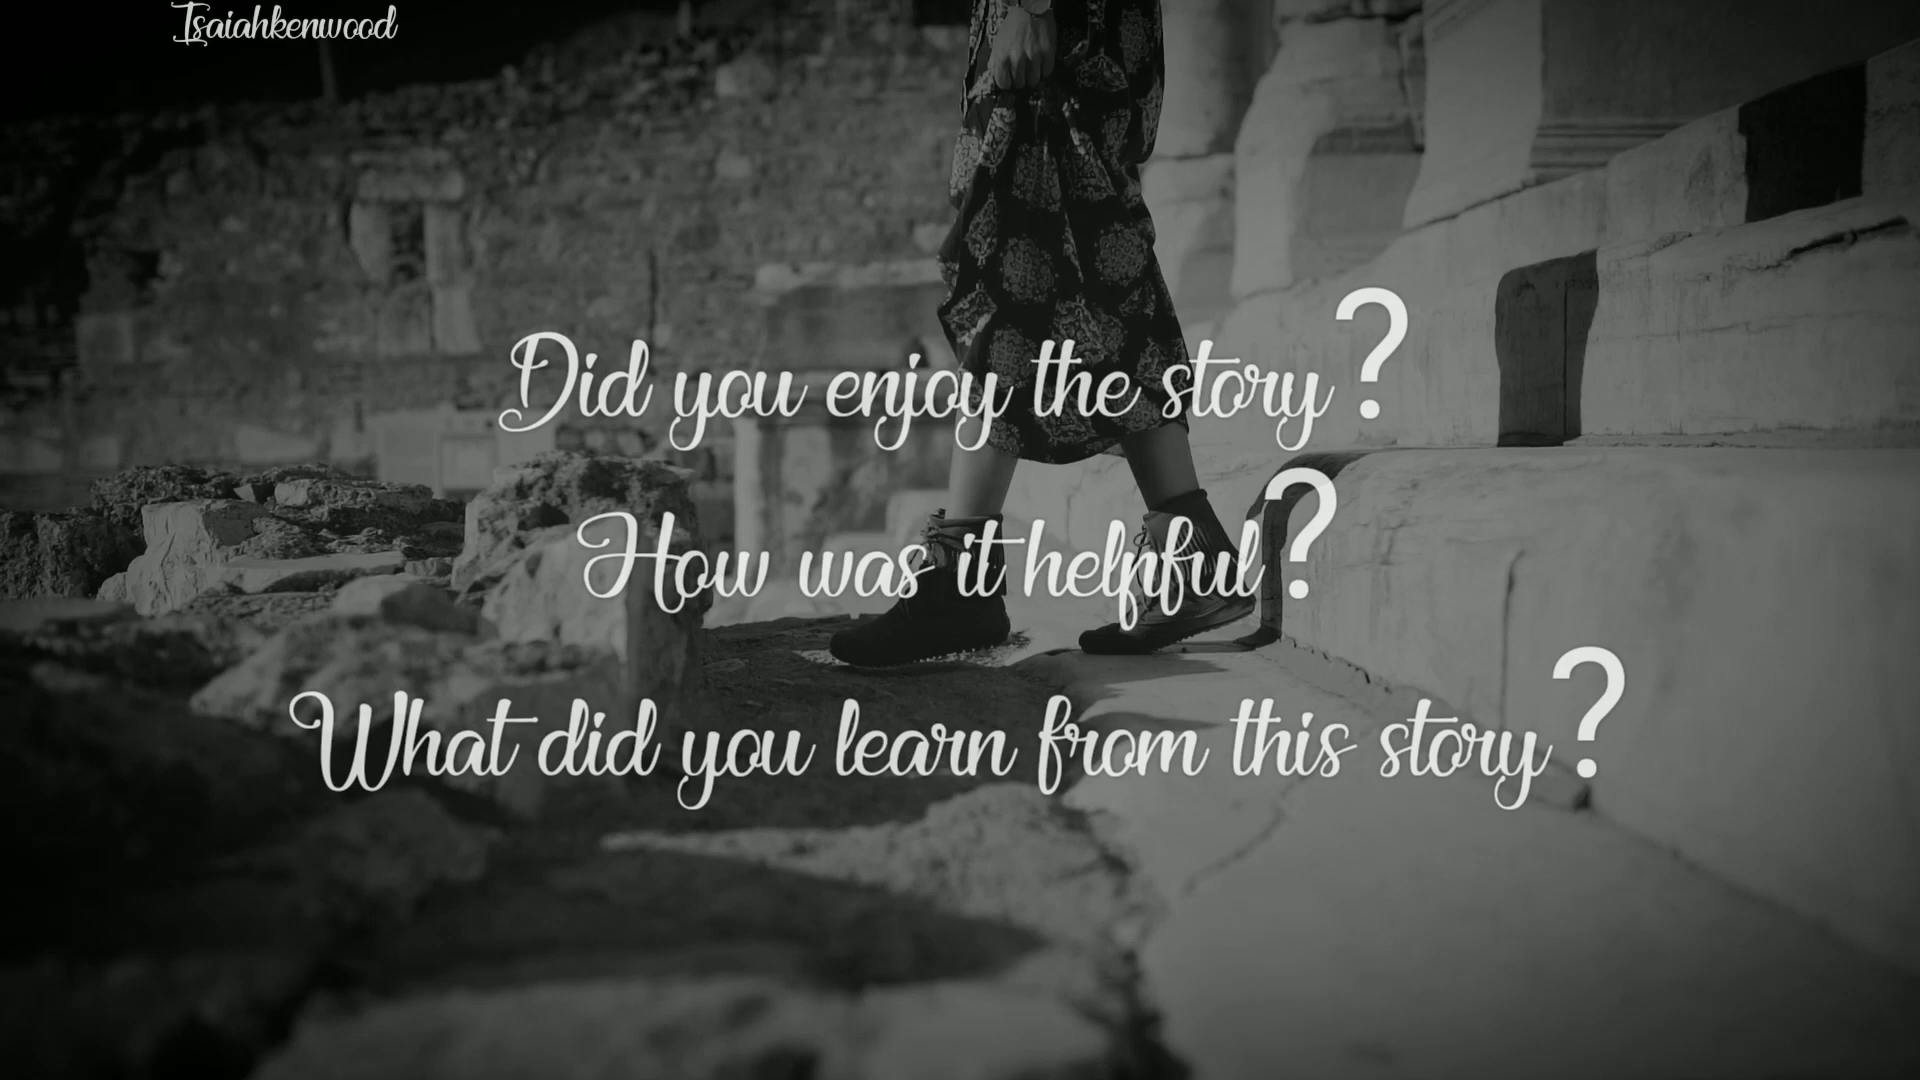 Isaiahkenwood
Did you enjoy the story?
How was it helpful?
What did you learn from this story?